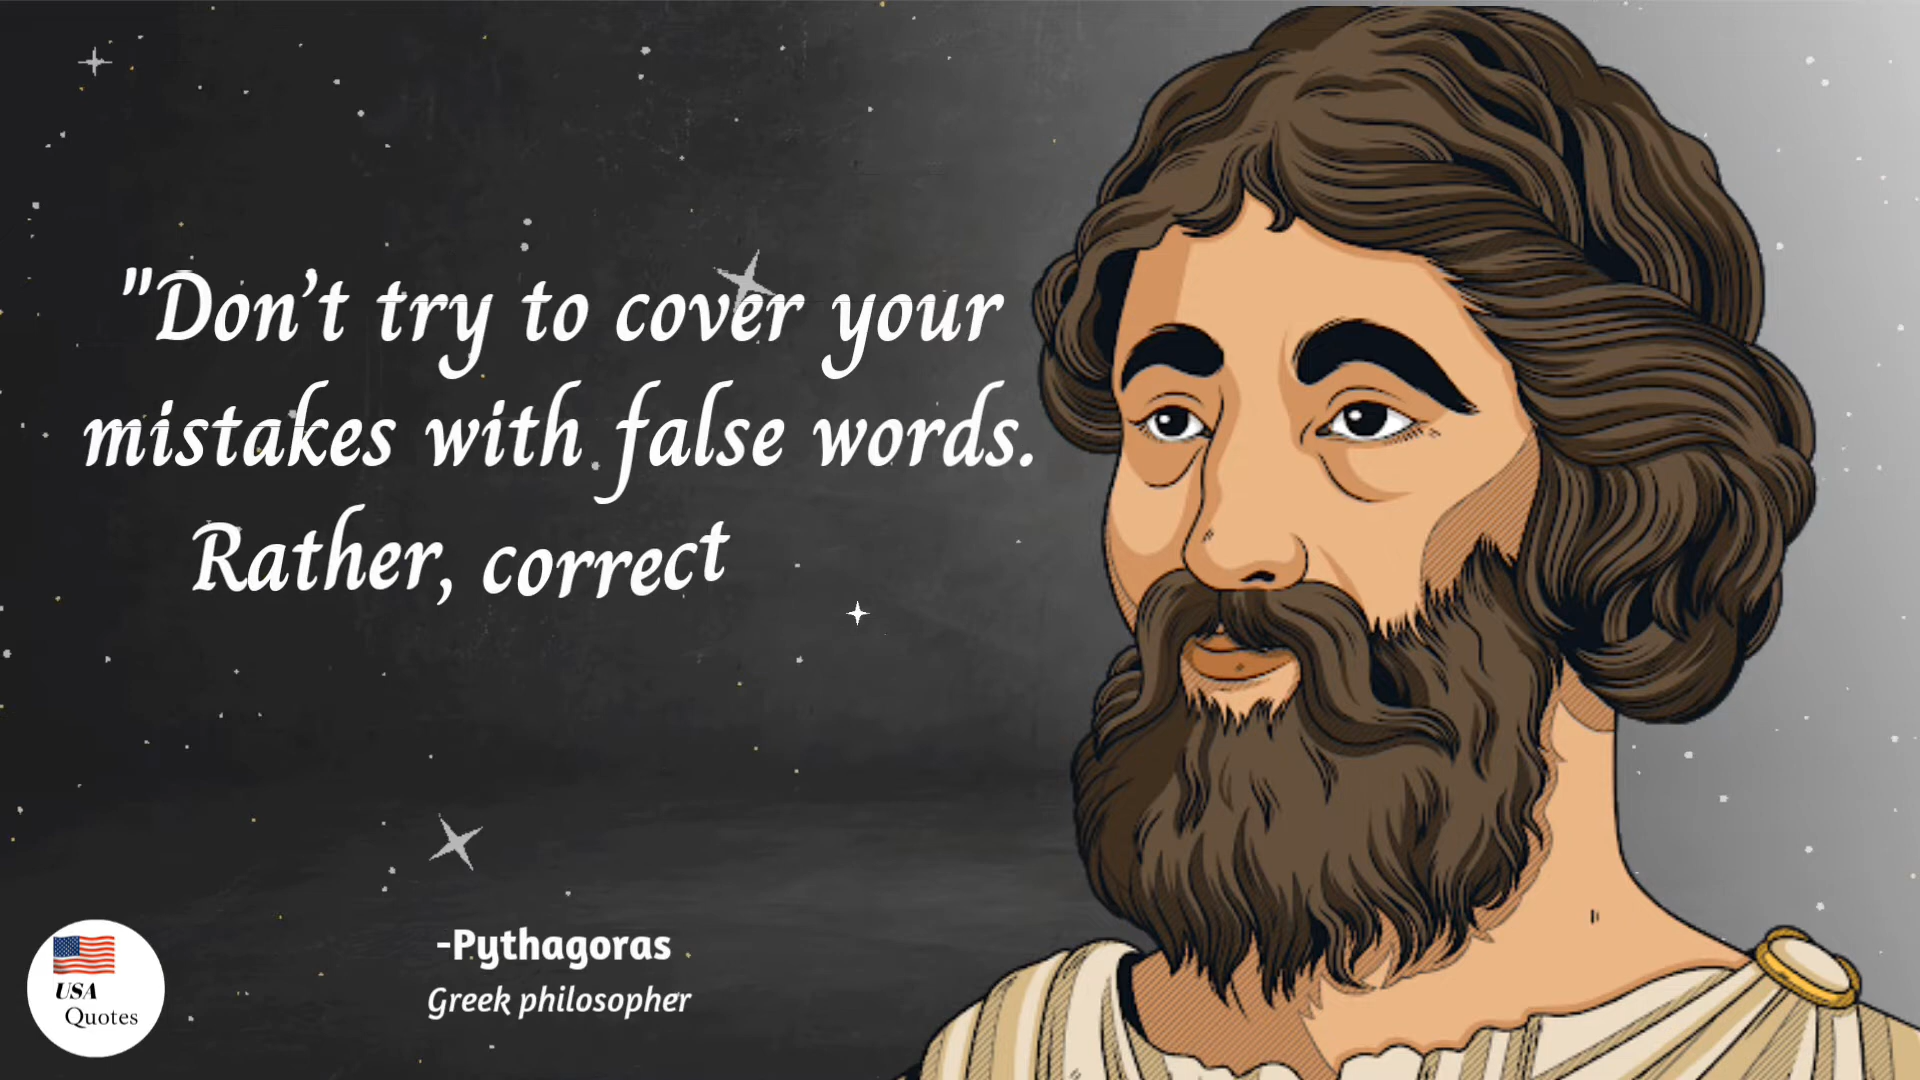 "Don't try to cover your
mistakes with false words.
Rather, correct
-Pythagoras
Greek philosopher
USA
Quotes